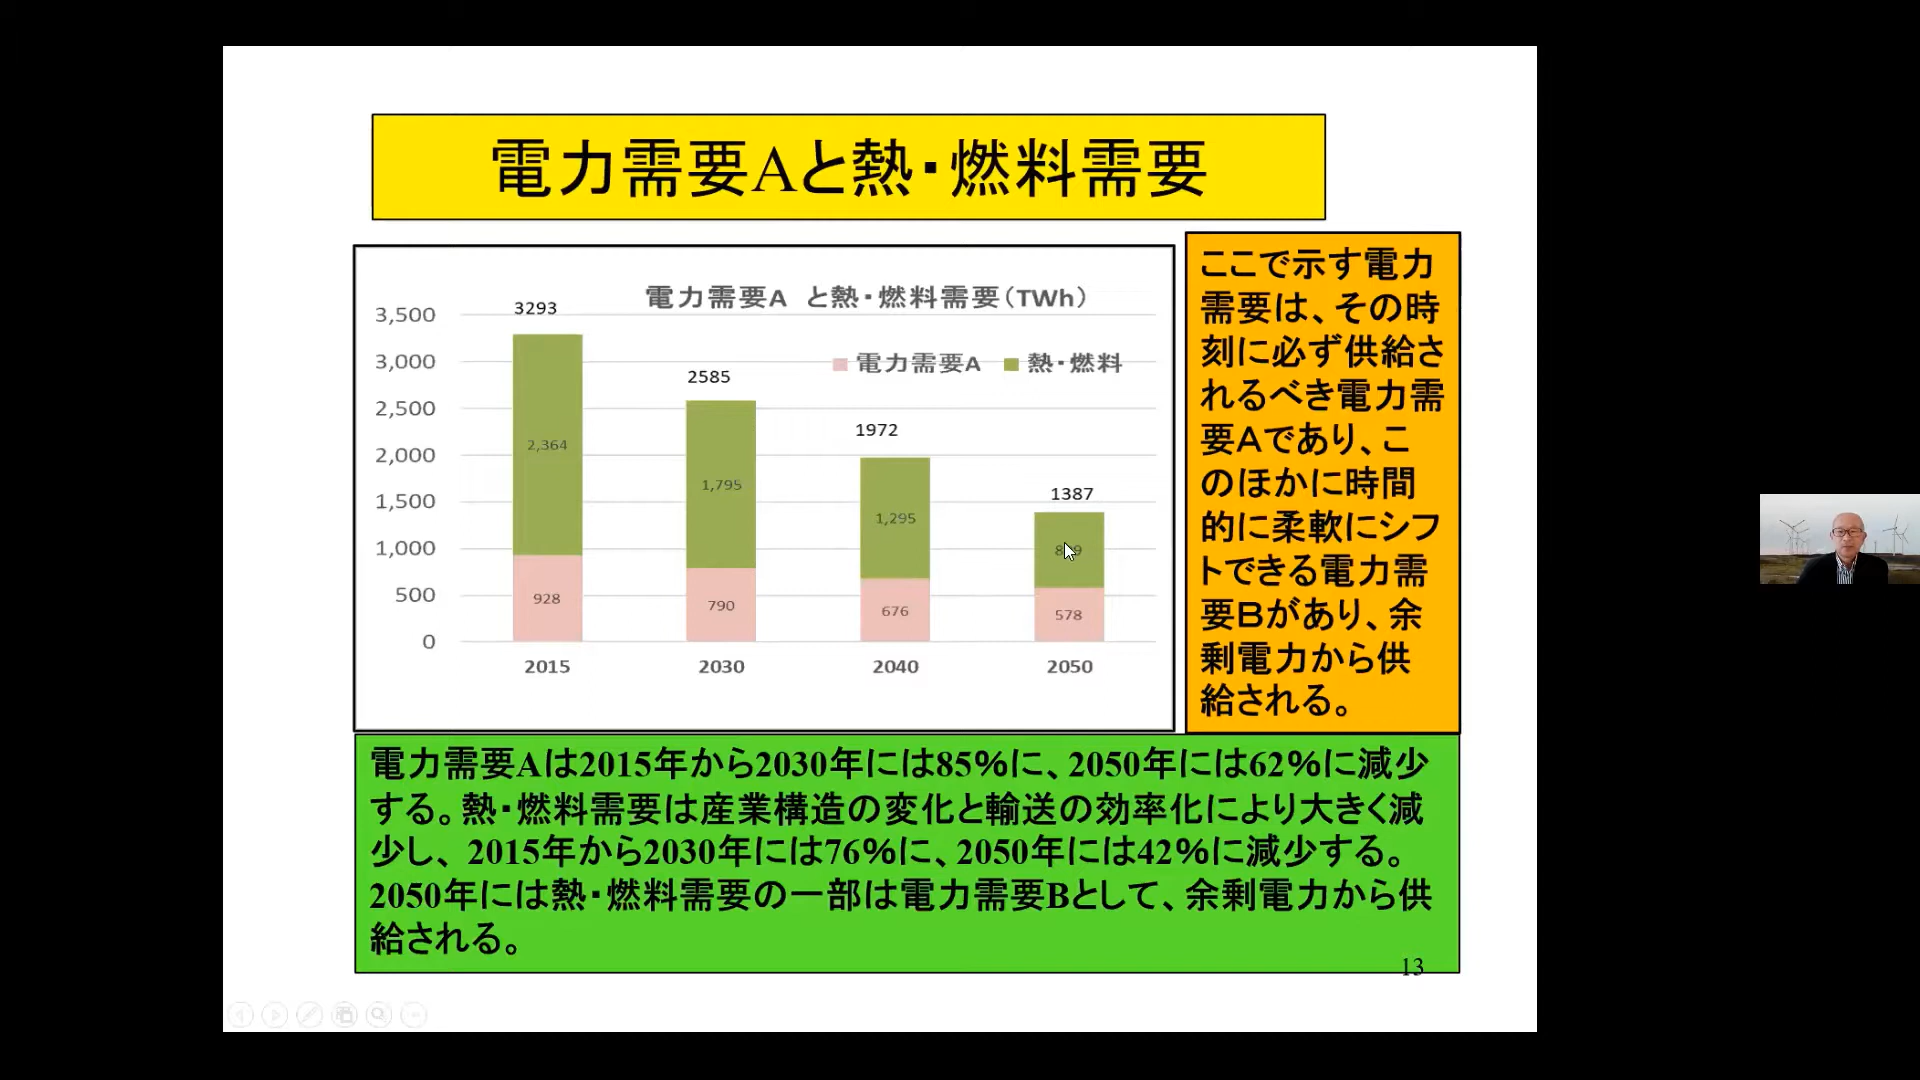 電力需要Aと熱・燃料需要
電力需要A と熱・燃料需要(TWh)
電力需要A 熱・燃料
3,500
3,000
2,500
2,000
1,500
1,000
500
0
3293
2585
1972
1387
2,364
1,795
1,295
928
790
676
578
2015
2030
2040
2050
ここで示す電力
需要は、その時
刻に必ず供給さ
れるべき電力需
要Aであり、こ
のほかに時間
的に柔軟にシフ
トできる電力需
要Bがあり、余
剰電力から供
給される。
電力需要Aは2015年から2030年には85%に、2050年には62%に減少
する。熱・燃料需要は産業構造の変化と輸送の効率化により大きく減
少し、2015年から2030年には76%に、2050年には42%に減少する。
2050年には熱・燃料需要の一部は電力需要Bとして、余剰電力から供
給される。
13